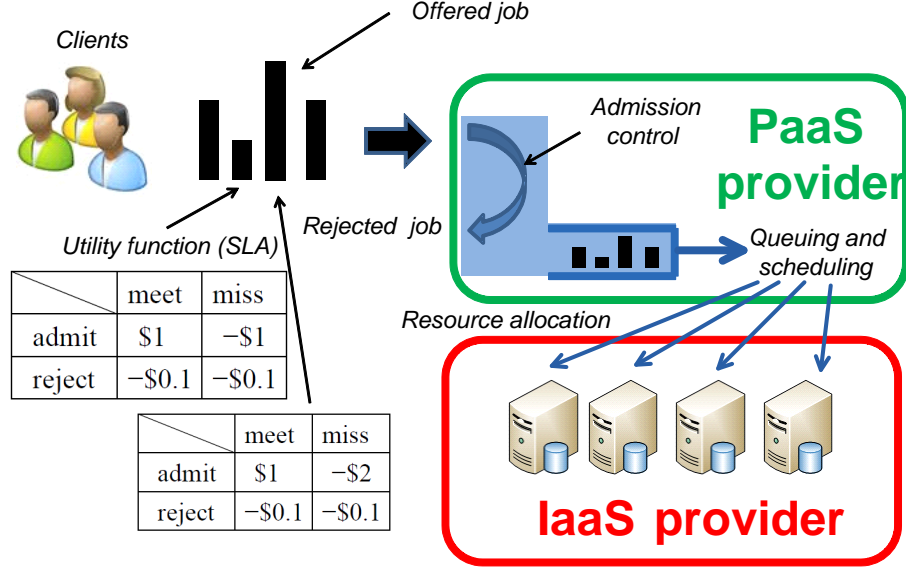 Offered job
Clients
Admission
control
PaaS
provider
Rejected job
Utility function (SLA)
Queuing and
scheduling
meet miss
admit $1 −$1
reject −$0.1 −$0.1
Resource allocation
meet miss
admit $1 −$2
reject −$0.1 −$0.1
IaaS provider